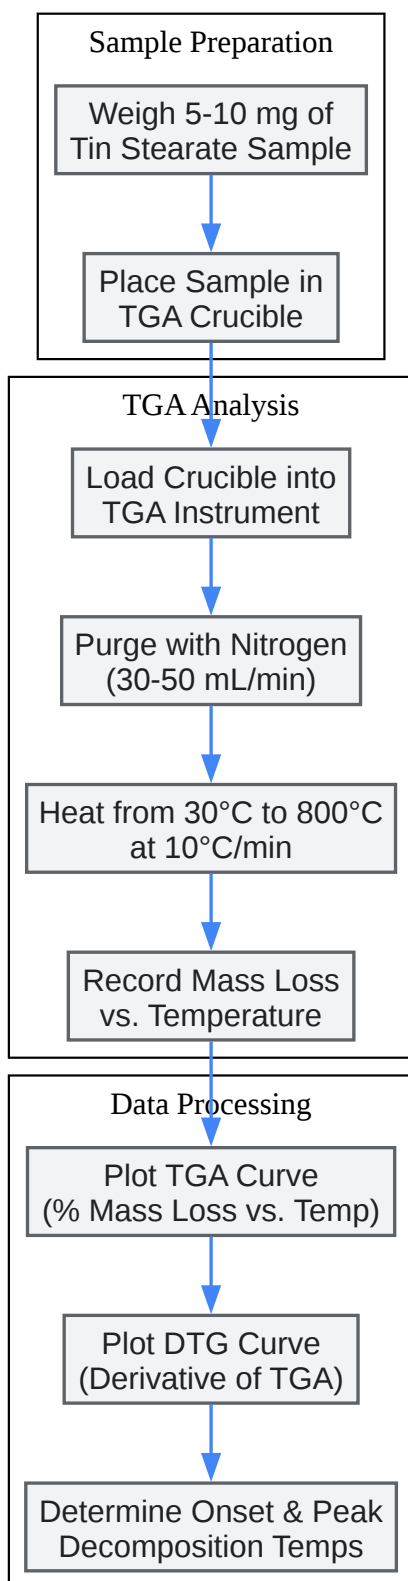 Sample Preparation
Weigh 5-10 mg of
Tin Stearate Sample
Place Sample in
TGA Crucible
TGA Analysis
Load Crucible into
TGA Instrument
Purge with Nitrogen
(30-50 mL/min)
Heat from 30°C to 800°C
at 10°C/min
Record Mass Loss
vs. Temperature
Data Processing
Plot TGA Curve
(% Mass Loss vs. Temp)
Plot DTG Curve
(Derivative of TGA)
Determine Onset & Peak
Decomposition Temps